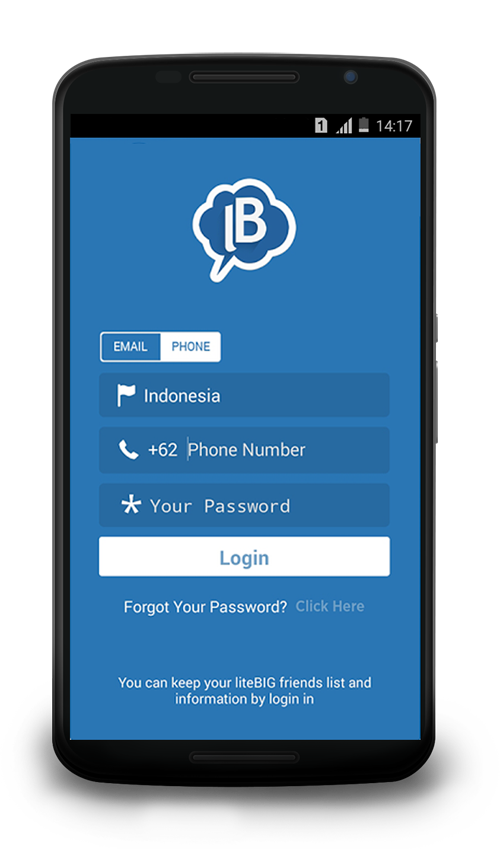 1 14:17
lB
EMAIL PHONE
Indonesia
+62 Phone Number
Your Password
Login
Forgot Your Password? Click Here
You can keep your liteBIG friends list and
information by login in